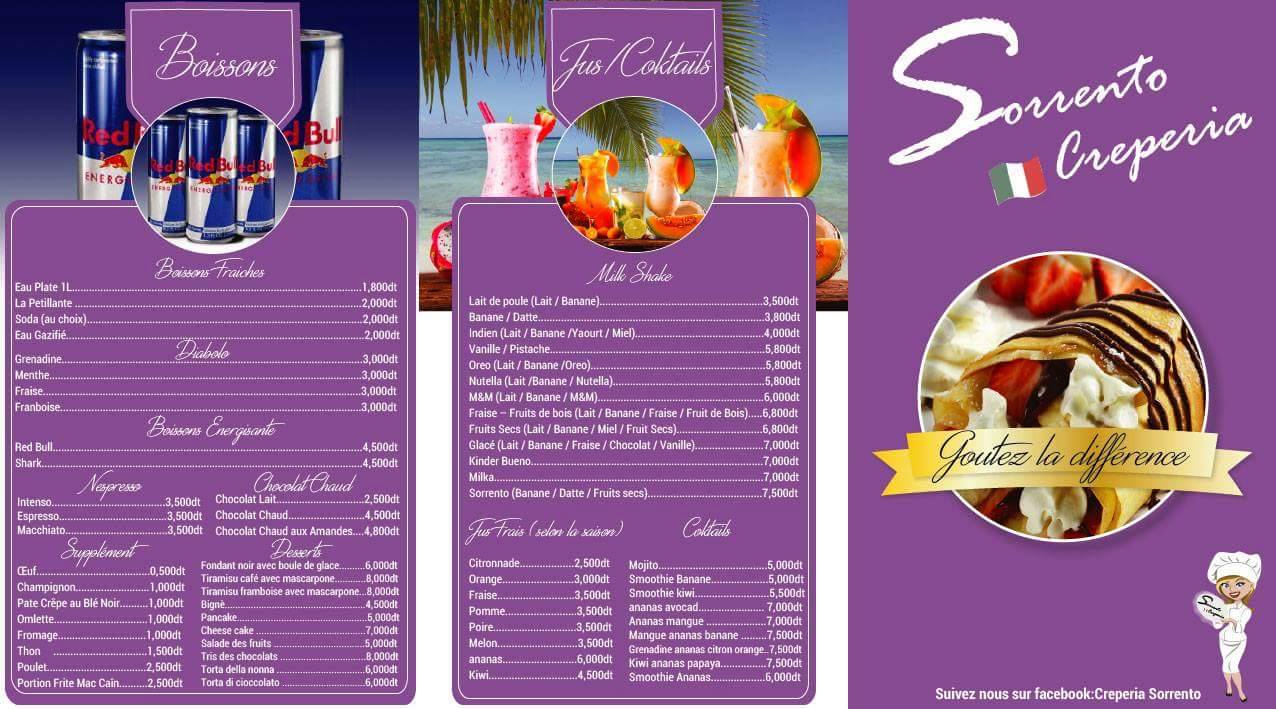 Boissons
Red Bull
ENERGY
Boissons Fraiches
Eau Plate 1L......1,800dt
La Petillante ......2,000dt
Soda (au choix)......2,000dt
Eau Gazifié......2,000dt
Diabolo
Grenadine......3,000dt
Menthe......3,000dt
Fraise......3,000dt
Franboise......3,000dt
Boissons Energisante
Red Bull......4,500dt
Shark......4,500dt
Nespresso
Intenso......3,500dt
Espresso......3,500dt
Macchiato......3,500dt
Chocolat Chaud
Chocolat Lait......2,500dt
Chocolat Chaud......4,500dt
Chocolat Chaud aux Amandes....4,800dt
Supplément
Œuf......0,500dt
Champignon......1,000dt
Pate Crêpe au Blé Noir......1,000dt
Omlette......1,000dt
Fromage......1,000dt
Thon ......1,500dt
Poulet......2,500dt
Portion Frite Mac Cain......2,500dt
Desserts
Fondant noir avec boule de glace......6,000dt
Tiramisu café avec mascarpone......8,000dt
Tiramisu framboise avec mascarpone...8,000dt
Bignè......4,500dt
Pancake......5,000dt
Cheese cake ......7,000dt
Salade des fruits ......5,000dt
Tris des chocolats ......8,000dt
Torta della nonna ......6,000dt
Torta di cioccolato ......6,000dt
Jus/Coktails
Milk Shake
Lait de poule (Lait / Banane)......3,500dt
Banane / Datte......3,800dt
Indien (Lait / Banane /Yaourt / Miel)......4,000dt
Vanille / Pistache......5,800dt
Oreo (Lait / Banane /Oreo)......5,800dt
Nutella (Lait /Banane / Nutella)......5,800dt
M&M (Lait / Banane / M&M)......6,000dt
Fraise – Fruits de bois (Lait / Banane / Fraise / Fruit de Bois).....6,800dt
Fruits Secs (Lait / Banane / Miel / Fruit Secs)......6,800dt
Glacé (Lait / Banane / Fraise / Chocolat / Vanille)......7,000dt
Kinder Bueno......7,000dt
Milka......7,000dt
Sorrento (Banane / Datte / Fruits secs)......7,500dt
Jus Frais (selon la saison)
Citronnade......2,500dt
Orange......3,000dt
Fraise......3,500dt
Pomme......3,500dt
Poire......3,500dt
Melon......3,500dt
ananas......6,000dt
Kiwi......4,500dt
Coktails
Mojito......5,000dt
Smoothie Banane......5,000dt
Smoothie kiwi......5,500dt
ananas avocad...... 7,000dt
Ananas mangue ......7,000dt
Mangue ananas banane ......7,500dt
Grenadine ananas citron orange..7,500dt
Kiwi ananas papaya......7,500dt
Smoothie Ananas......6,000dt
Sorrento
Creperia
Goutez la différence
Suivez nous sur facebook:Creperia Sorrento